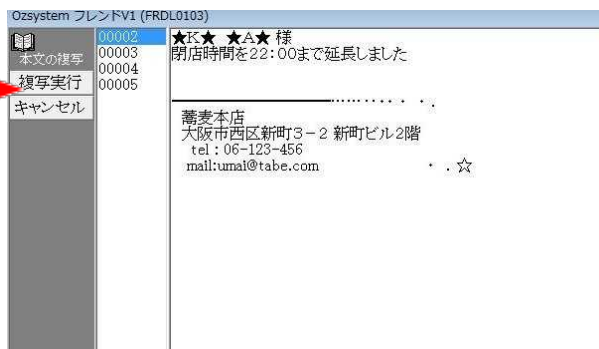 Ozsystem フレンドV1 (FRDL0103)
本文の複写
複写実行
キャンセル
00002
00003
00004
00005
★K★ ★A★ 様
閉店時間を22:00まで延長しました
蕎麦本店
大阪市西区新町3-2 新町ビル2階
tel:06-123-456
mail:umai@tabe.com ・ . ☆